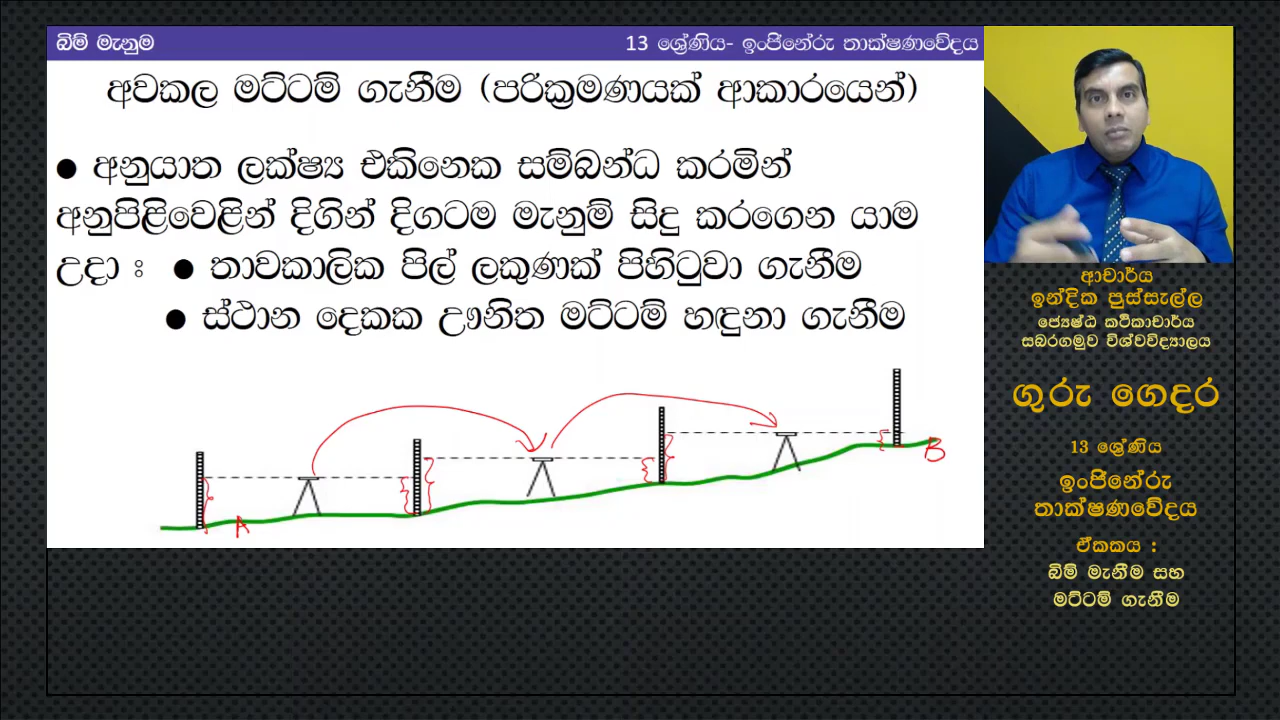 බිම් මැනුම
13 ශ්‍රේණිය- ඉංජිනේරු තාක්ෂණවේදය
අවකල මට්ටම් ගැනීම (පරික්‍රමණයක් ආකාරයෙන්)
● අනුයාත ලක්ෂ්‍ය එකිනෙක සම්බන්ධ කරමින්
අනුපිළිවෙළින් දිගින් දිගටම මැනුම් සිදු කරගෙන යාම
උදා : ● තාවකාලික පිල් ලකුණක් පිහිටුවා ගැනීම
● ස්ථාන දෙකක ඌනිත මට්ටම් හඳුනා ගැනීම
A
B
ආචාර්ය
ඉන්දික පුස්සැල්ල
ජ්‍යෙෂ්ඨ කථිකාචාර්ය
සබරගමුව විශ්වවිද්‍යාලය
ගුරු ගෙදර
13 ශ්‍රේණිය
ඉංජිනේරු
තාක්ෂණවේදය
ඒකකය :
බිම් මැනීම සහ
මට්ටම් ගැනීම